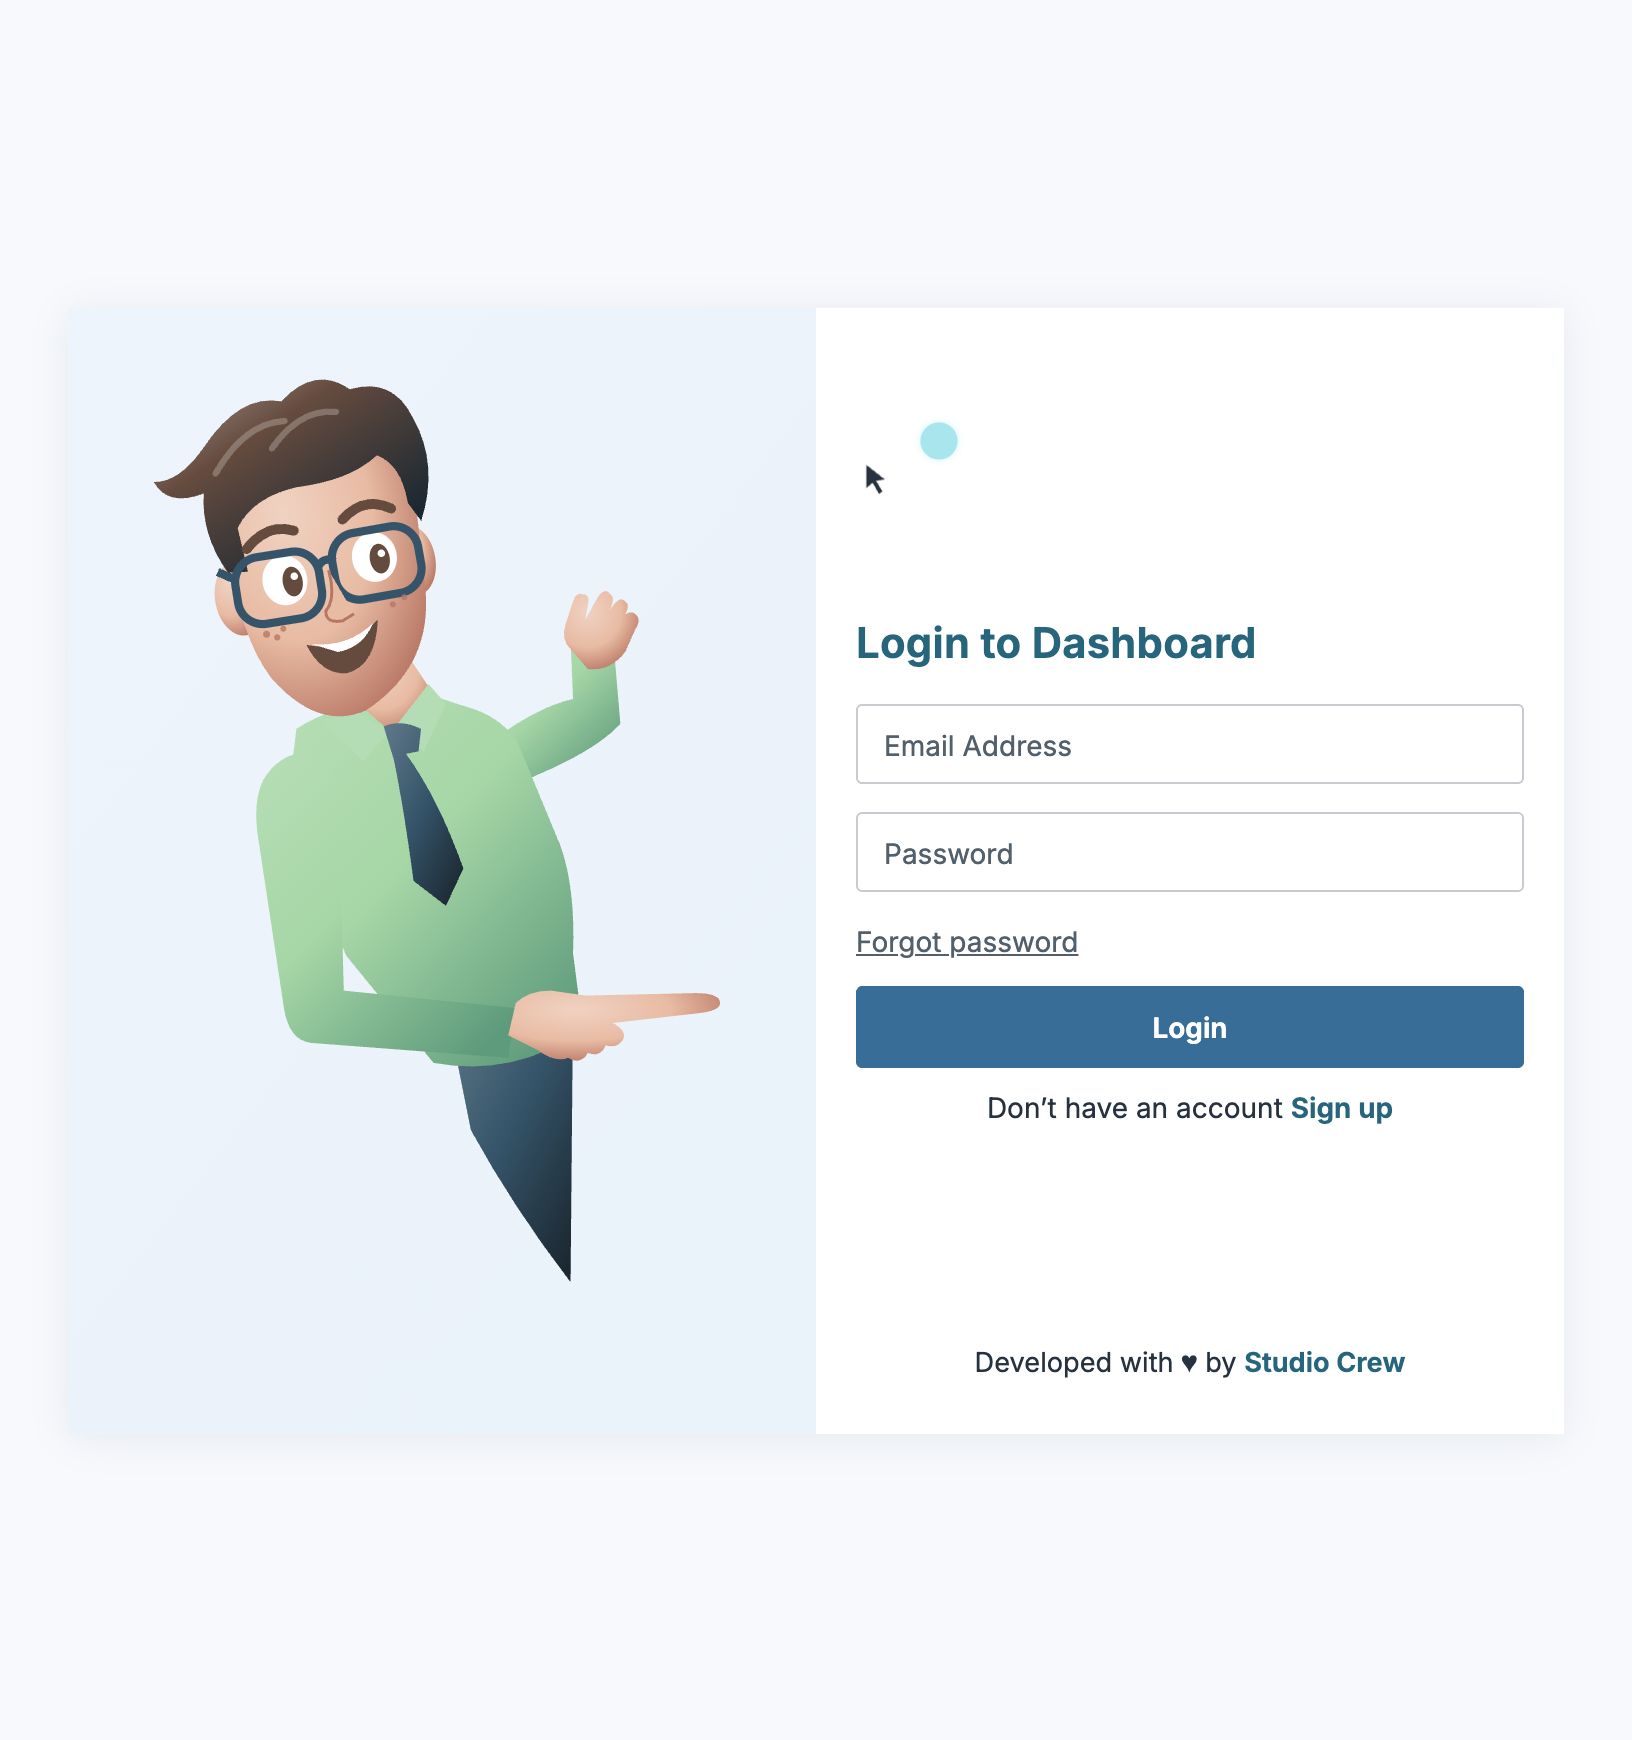 Login to Dashboard
Email Address
Password
Forgot password
Login
Don’t have an account Sign up
Developed with ♥ by Studio Crew